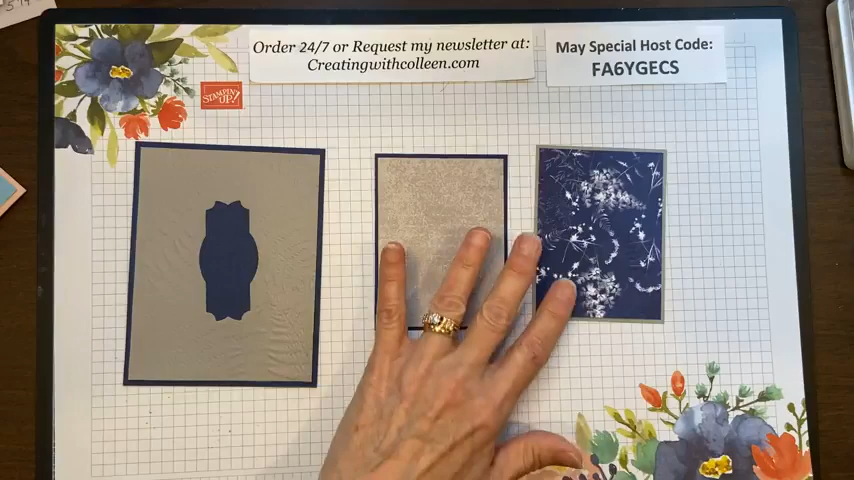 Order 24/7 or Request my newsletter at:
Creatingwithcolleen.com
May Special Host Code:
FA6YGECS
STAMPIN' UP!